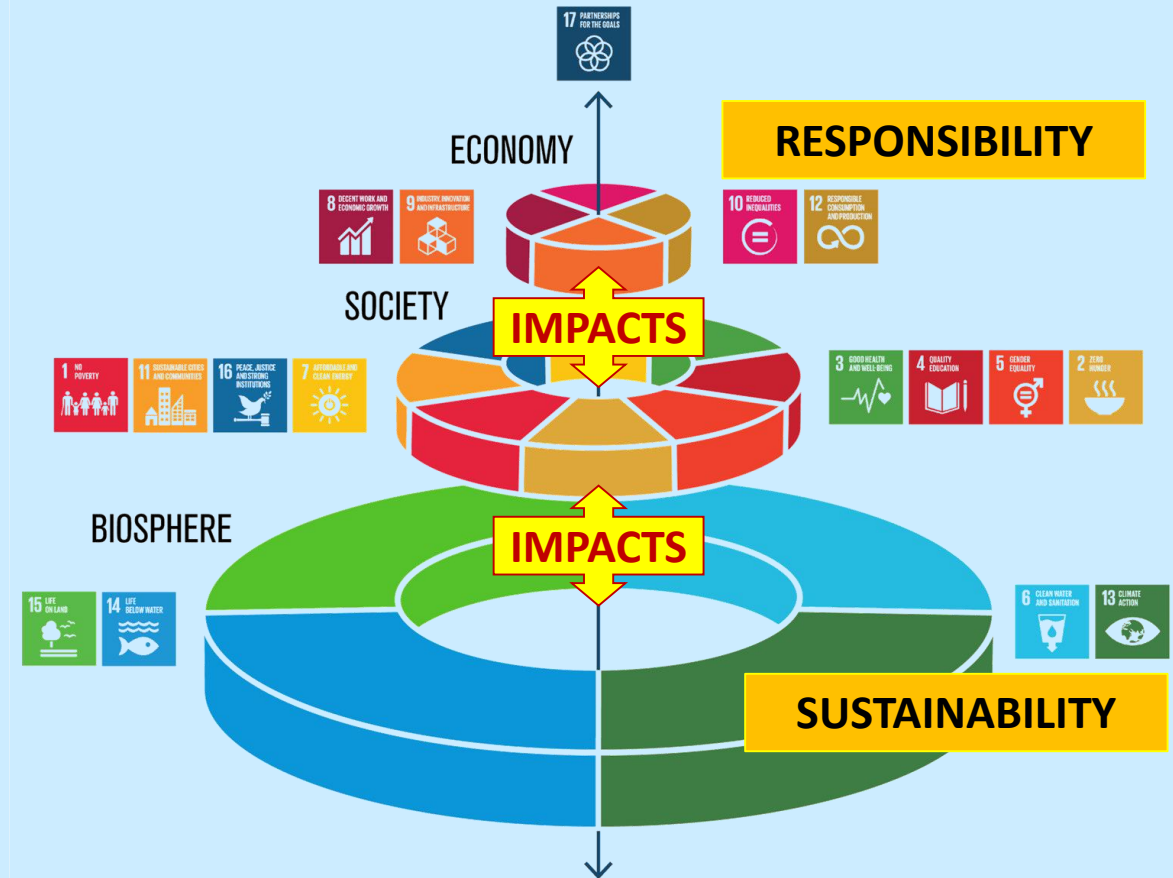 17 PARTNERSHIPS
FOR THE GOALS
ECONOMY
RESPONSIBILITY
8 DECENT WORK AND
ECONOMIC GROWTH
9 INDUSTRY, INNOVATION
AND INFRASTRUCTURE
10 REDUCED
INEQUALITIES
12 RESPONSIBLE
CONSUMPTION
AND PRODUCTION
SOCIETY
IMPACTS
1 NO
POVERTY
11 SUSTAINABLE CITIES
AND COMMUNITIES
16 PEACE, JUSTICE
AND STRONG
INSTITUTIONS
7 AFFORDABLE AND
CLEAN ENERGY
3 GOOD HEALTH
AND WELL-BEING
4 QUALITY
EDUCATION
5 GENDER
EQUALITY
2 ZERO
HUNGER
BIOSPHERE
IMPACTS
15 LIFE
ON LAND
14 LIFE
BELOW WATER
6 CLEAN WATER
AND SANITATION
13 CLIMATE
ACTION
SUSTAINABILITY